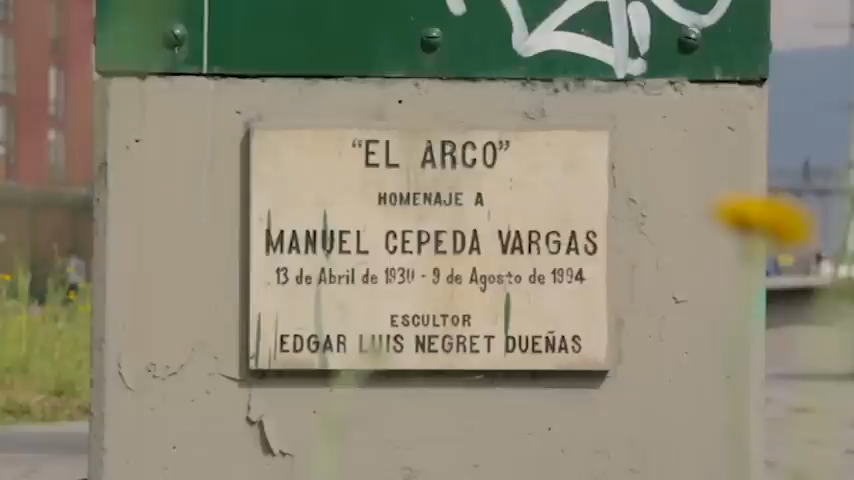 "EL ARCO"
HOMENAJE A
MANUEL CEPEDA VARGAS
13 de Abril de 1930 - 9 de Agosto de 1994
ESCULTOR
EDGAR LUIS NEGRET DUEÑAS